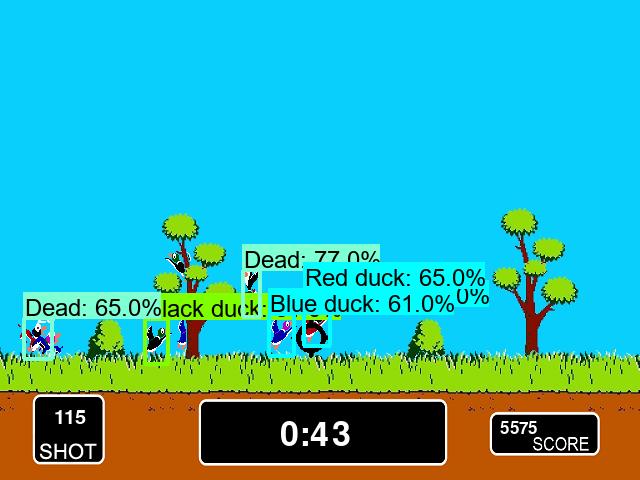 Dead: 77.0%
Red duck: 65.0%
Blue duck: 61.0%
0%
Dead: 65.0%
lack duck:
115
SHOT
0:43
5575
SCORE